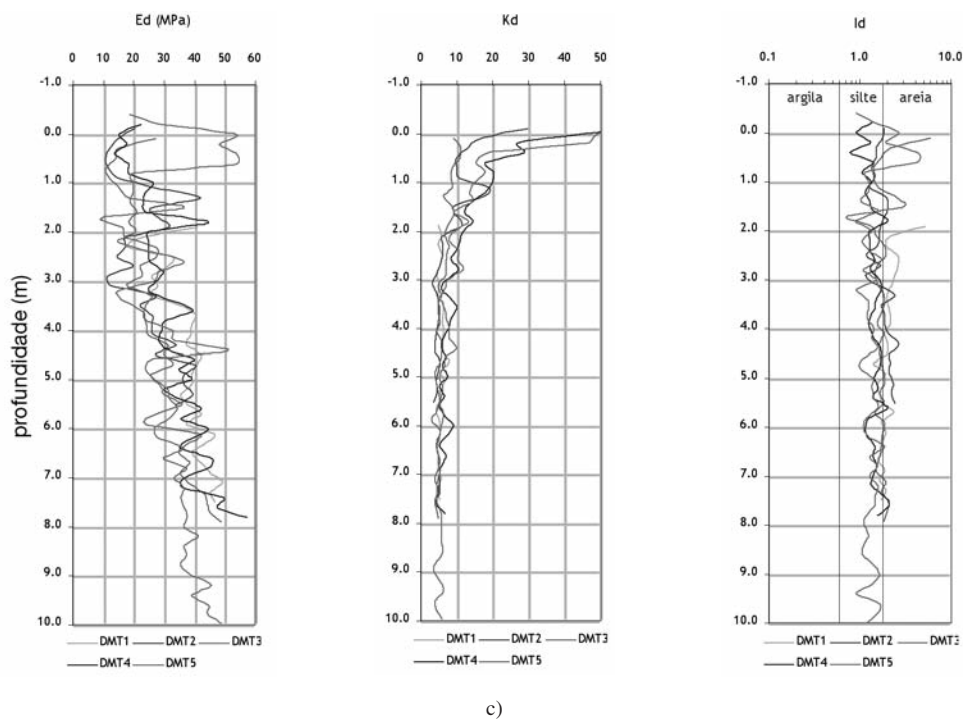 Ed (MPa)
0 10 20 30 40 50 60
-1.0
0.0
1.0
2.0
3.0
4.0
5.0
6.0
7.0
8.0
9.0
10.0
profundidade (m)
DMT1 DMT2 DMT3
DMT4 DMT5
Kd
0 10 20 30 40 50
-1.0
0.0
1.0
2.0
3.0
4.0
5.0
6.0
7.0
8.0
9.0
10.0
DMT1 DMT2 DMT3
DMT4 DMT5
Id
0.1 1.0 10.0
-1.0
argila silte areia
0.0
1.0
2.0
3.0
4.0
5.0
6.0
7.0
8.0
9.0
10.0
DMT1 DMT2 DMT3
DMT4 DMT5
c)